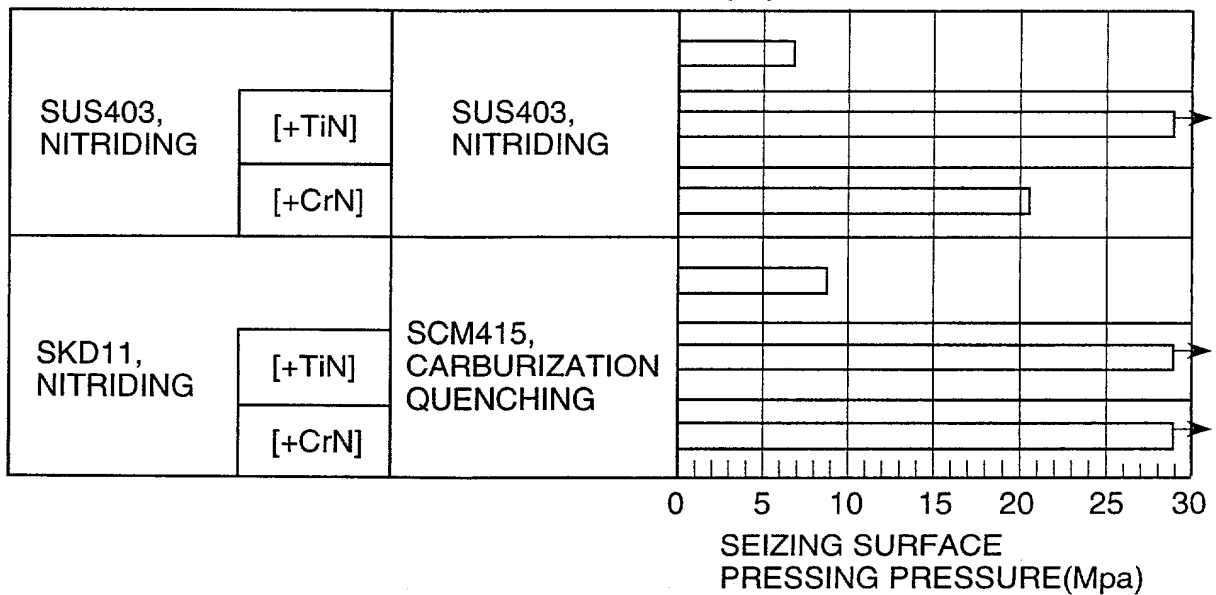 SUS403,
NITRIDING
[+TiN]
[+CrN]
SUS403,
NITRIDING
SKD11,
NITRIDING
[+TiN]
[+CrN]
SCM415,
CARBURIZATION
QUENCHING
0 5 10 15 20 25 30
SEIZING SURFACE
PRESSING PRESSURE(Mpa)